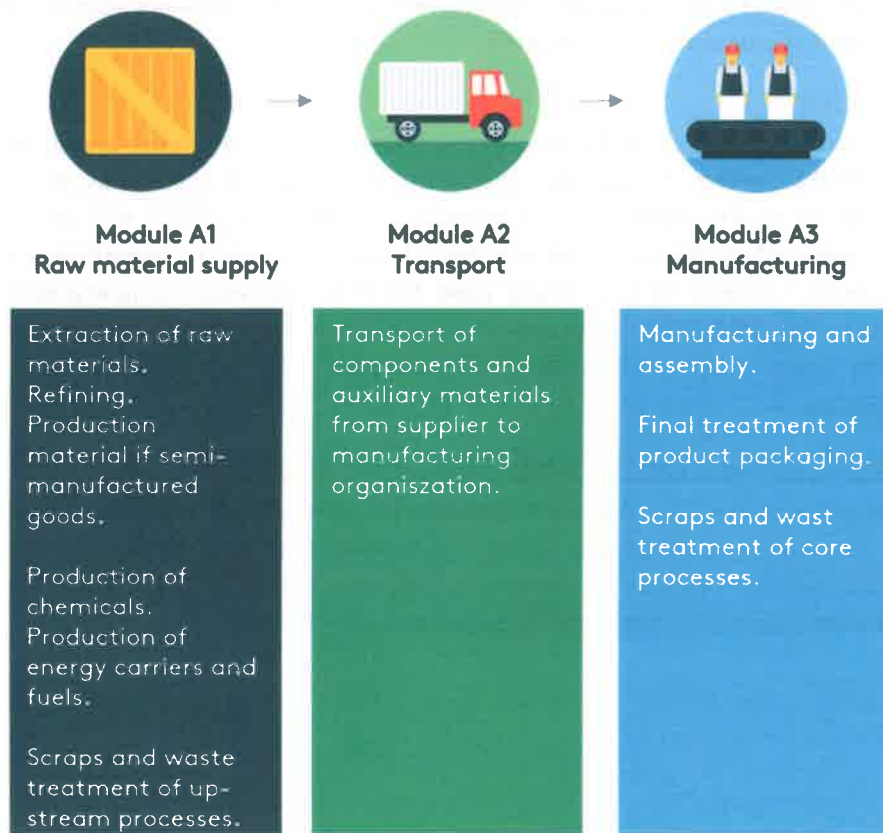 Module A1
Raw material supply
Module A2
Transport
Module A3
Manufacturing
Extraction of raw
materials.
Refining.
Production
material if semi-
manufactured
goods.
Production of
chemicals.
Production of
energy carriers and
fuels.
Scraps and waste
treatment of up-
stream processes.
Transport of
components and
auxiliary materials
from supplier to
manufacturing
organiszation.
Manufacturing and
assembly.
Final treatment of
product packaging.
Scraps and wast
treatment of core
processes.